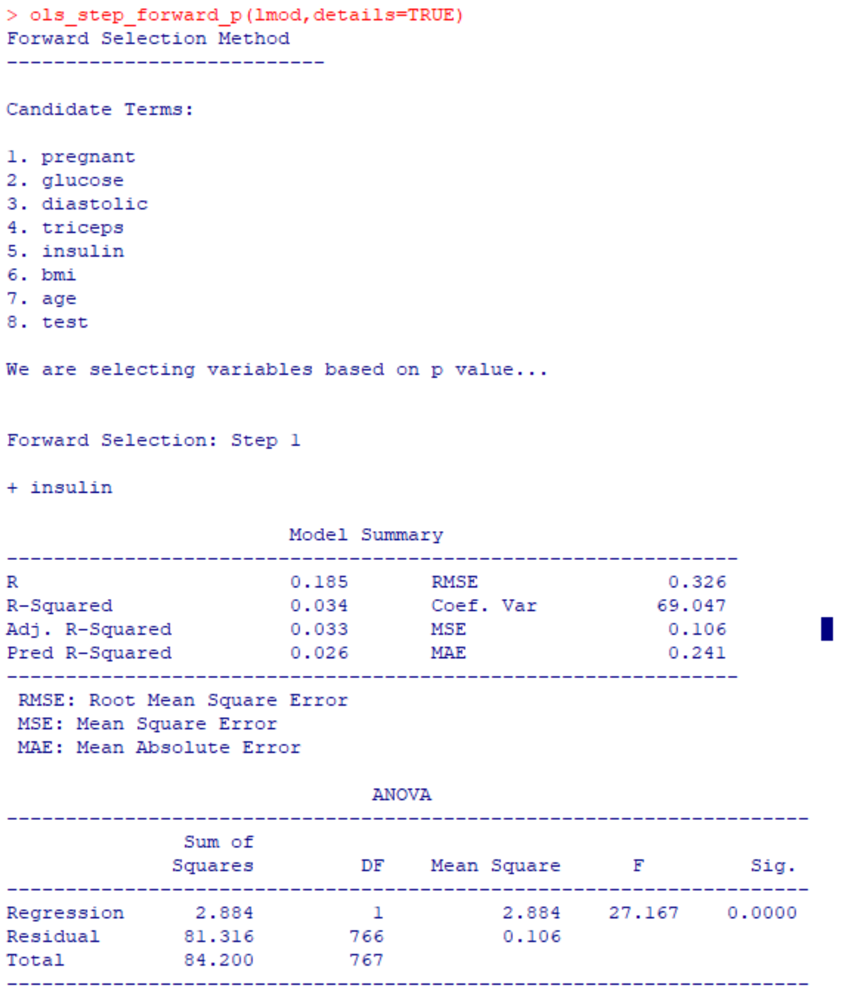 > ols_step_forward_p(lmod,details=TRUE)
Forward Selection Method
---------------------------
Candidate Terms:
1. pregnant
2. glucose
3. diastolic
4. triceps
5. insulin
6. bmi
7. age
8. test
We are selecting variables based on p value...
Forward Selection: Step 1
+ insulin
Model Summary
--------------------------------------------------------------
R 0.185 RMSE 0.326
R-Squared 0.034 Coef. Var 69.047
Adj. R-Squared 0.033 MSE 0.106
Pred R-Squared 0.026 MAE 0.241
--------------------------------------------------------------
RMSE: Root Mean Square Error
MSE: Mean Square Error
MAE: Mean Absolute Error
ANOVA
--------------------------------------------------------------------
Sum of
Squares DF Mean Square F Sig.
--------------------------------------------------------------------
Regression 2.884 1 2.884 27.167 0.0000
Residual 81.316 766 0.106
Total 84.200 767
--------------------------------------------------------------------